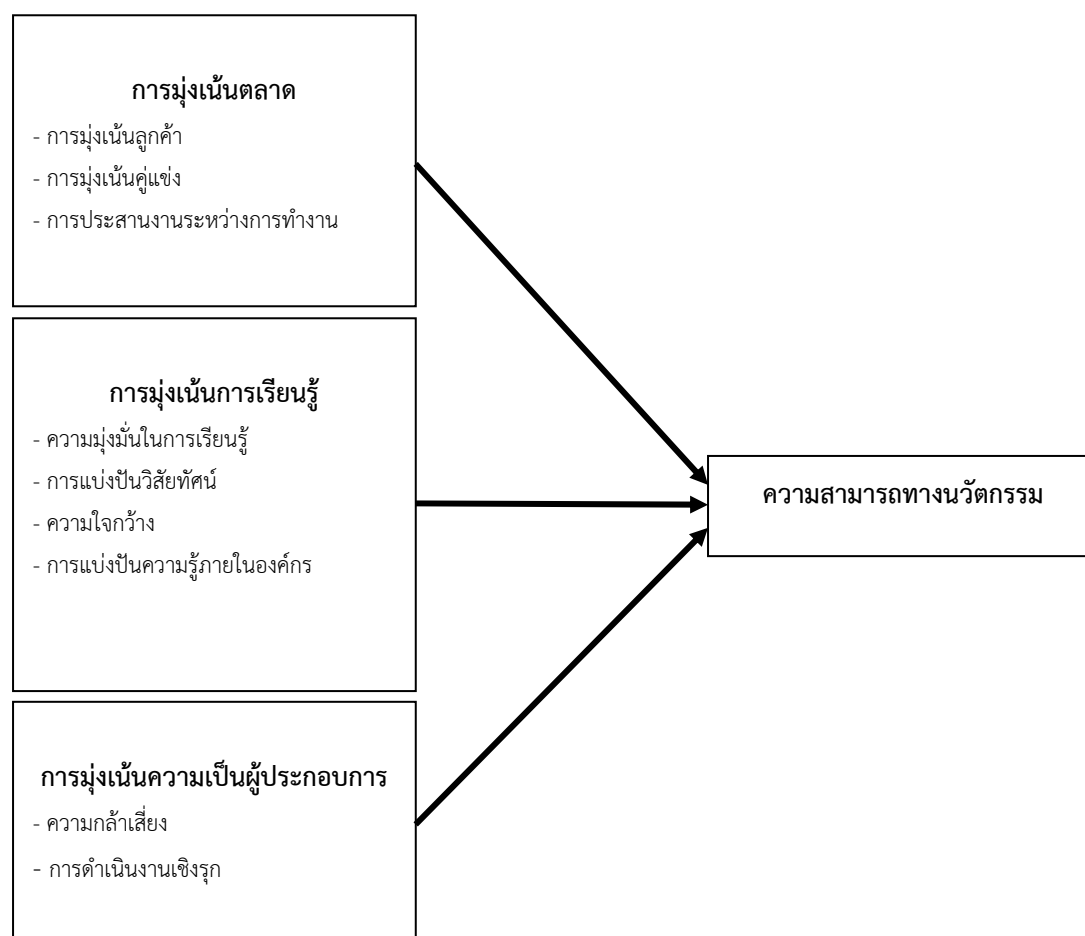 การมุ่งเน้นตลาด
- การมุ่งเน้นลูกค้า
- การมุ่งเน้นคู่แข่ง
- การประสานงานระหว่างการทำงาน
การมุ่งเน้นการเรียนรู้
- ความมุ่งมั่นในการเรียนรู้
- การแบ่งปันวิสัยทัศน์
- ความใจกว้าง
- การแบ่งปันความรู้ภายในองค์กร
การมุ่งเน้นความเป็นผู้ประกอบการ
- ความกล้าเสี่ยง
- การดำเนินงานเชิงรุก
ความสามารถทางนวัตกรรม